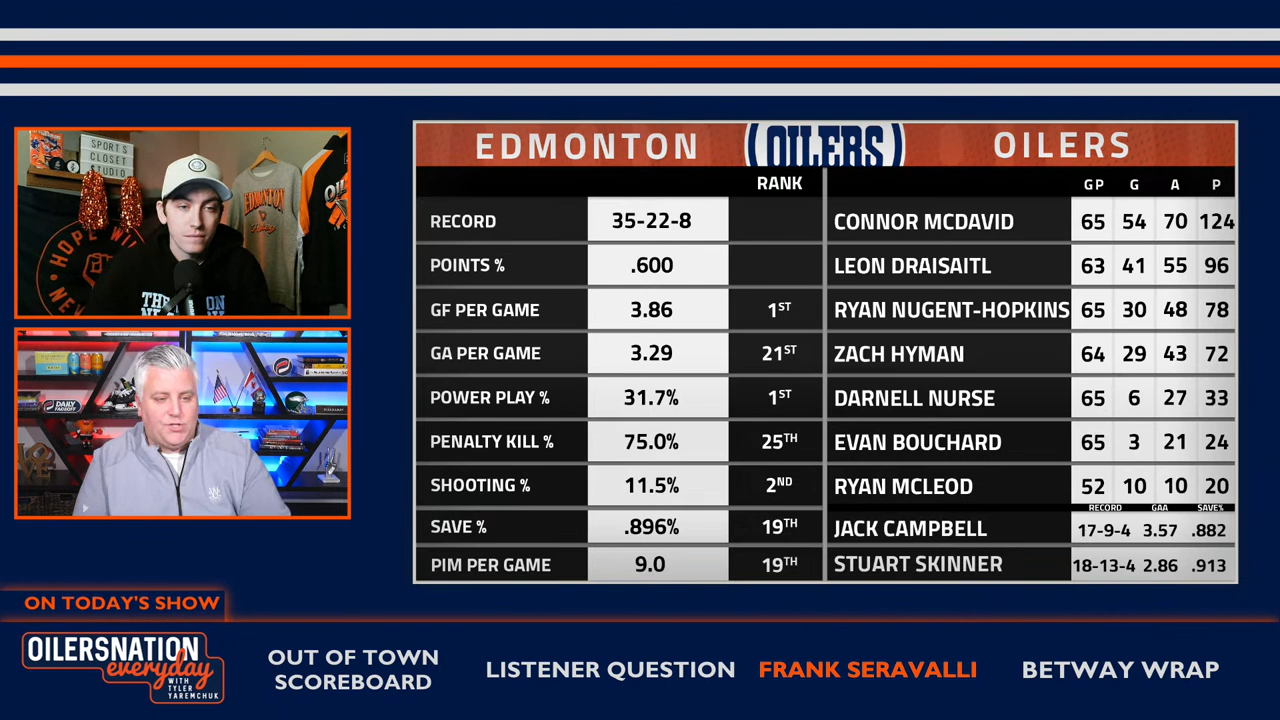 SPORTS
CLOSET
STUDIO
EDMONTON
HOPE WILL
THE NATION
DAILY
FACEOFF
EDMONTON OILERS OILERS
RANK GP G A P
RECORD 35-22-8 CONNOR MCDAVID 65 54 70 124
POINTS % .600 LEON DRAISAITL 63 41 55 96
GF PER GAME 3.86 1ST RYAN NUGENT-HOPKINS 65 30 48 78
GA PER GAME 3.29 21ST ZACH HYMAN 64 29 43 72
POWER PLAY % 31.7% 1ST DARNELL NURSE 65 6 27 33
PENALTY KILL % 75.0% 25TH EVAN BOUCHARD 65 3 21 24
SHOOTING % 11.5% 2ND RYAN MCLEOD 52 10 10 20
RECORD GAA SAVE%
SAVE % .896% 19TH JACK CAMPBELL 17-9-4 3.57 .882
PIM PER GAME 9.0 19TH STUART SKINNER 18-13-4 2.86 .913
ON TODAY'S SHOW
OILERSNATION
everyday
WITH
TYLER
YAREMCHUK
OUT OF TOWN
SCOREBOARD
LISTENER QUESTION
FRANK SERAVALLI
BETWAY WRAP